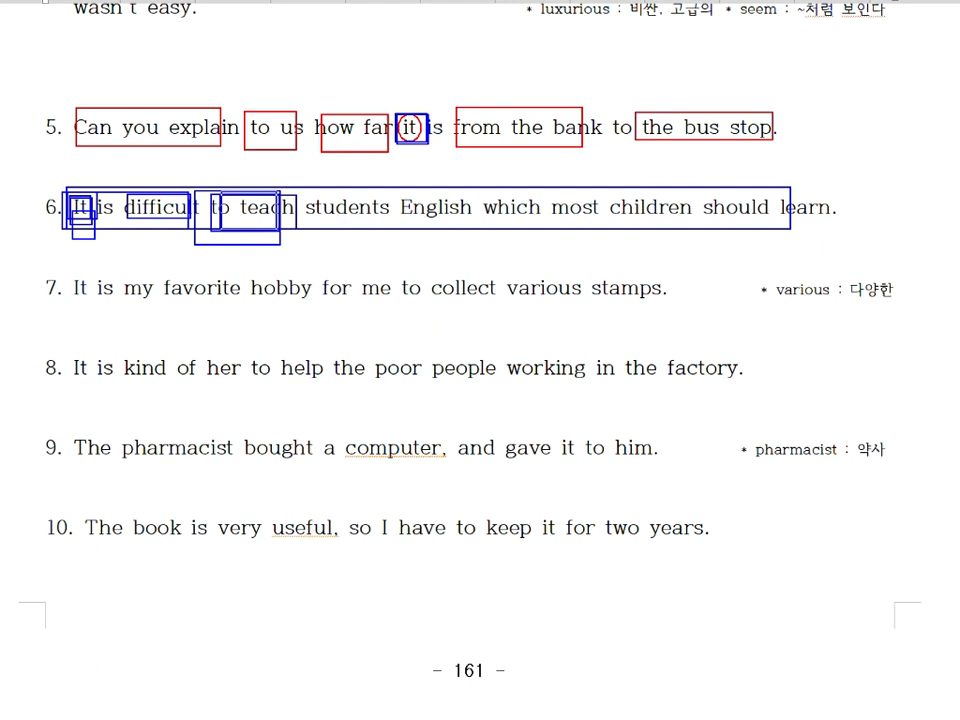 wasn't easy. * luxurious : 비싼, 고급의 * seem : ~처럼 보인다
5. Can you explain to us how far it is from the bank to the bus stop.
6. It is difficult to teach students English which most children should learn.
7. It is my favorite hobby for me to collect various stamps. * various : 다양한
8. It is kind of her to help the poor people working in the factory.
9. The pharmacist bought a computer, and gave it to him. * pharmacist : 약사
10. The book is very useful, so I have to keep it for two years.
- 161 -